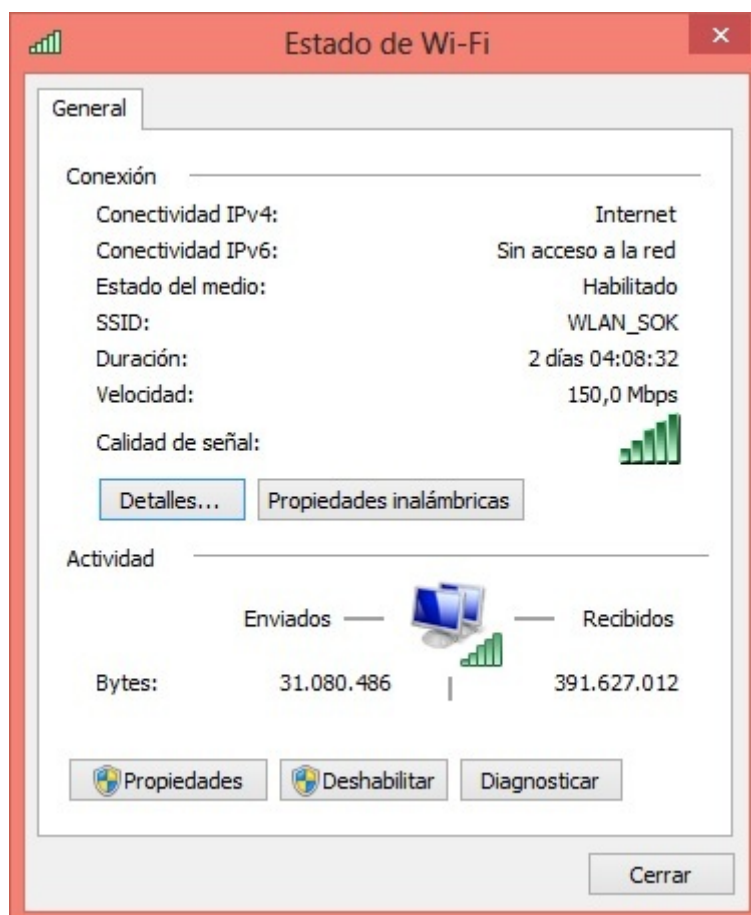 Estado de Wi-Fi
General
Conexión
Conectividad IPv4: Internet
Conectividad IPv6: Sin acceso a la red
Estado del medio: Habilitado
SSID: WLAN_SOK
Duración: 2 días 04:08:32
Velocidad: 150,0 Mbps
Calidad de señal:
Detalles... Propiedades inalámbricas
Actividad
Enviados Recibidos
Bytes: 31.080.486 391.627.012
Propiedades Deshabilitar Diagnosticar
Cerrar